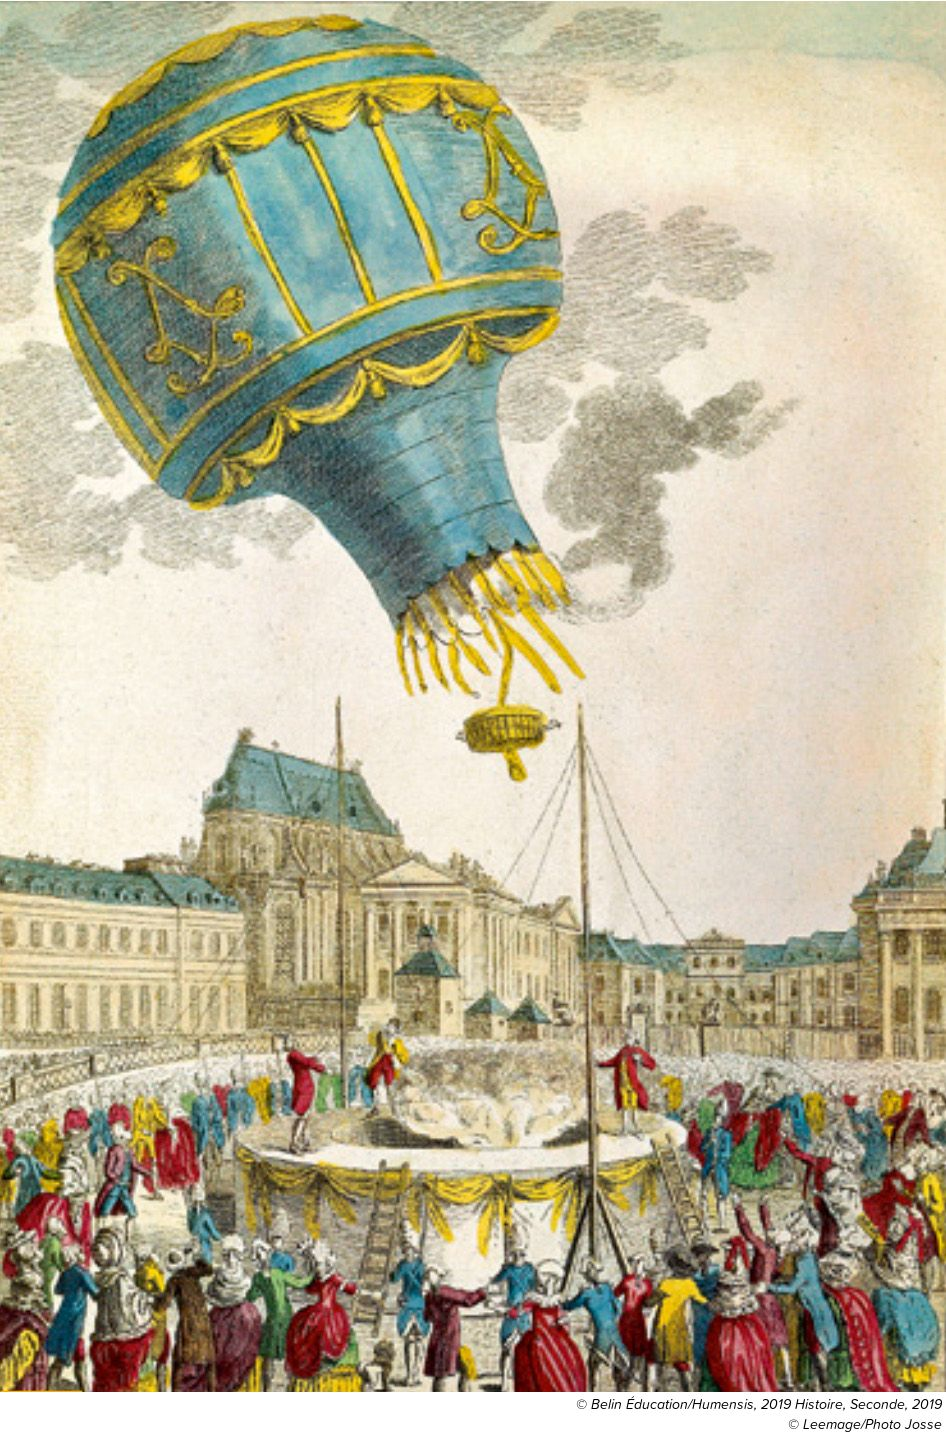 © Belin Éducation/Humensis, 2019 Histoire, Seconde, 2019
© Leemage/Photo Josse